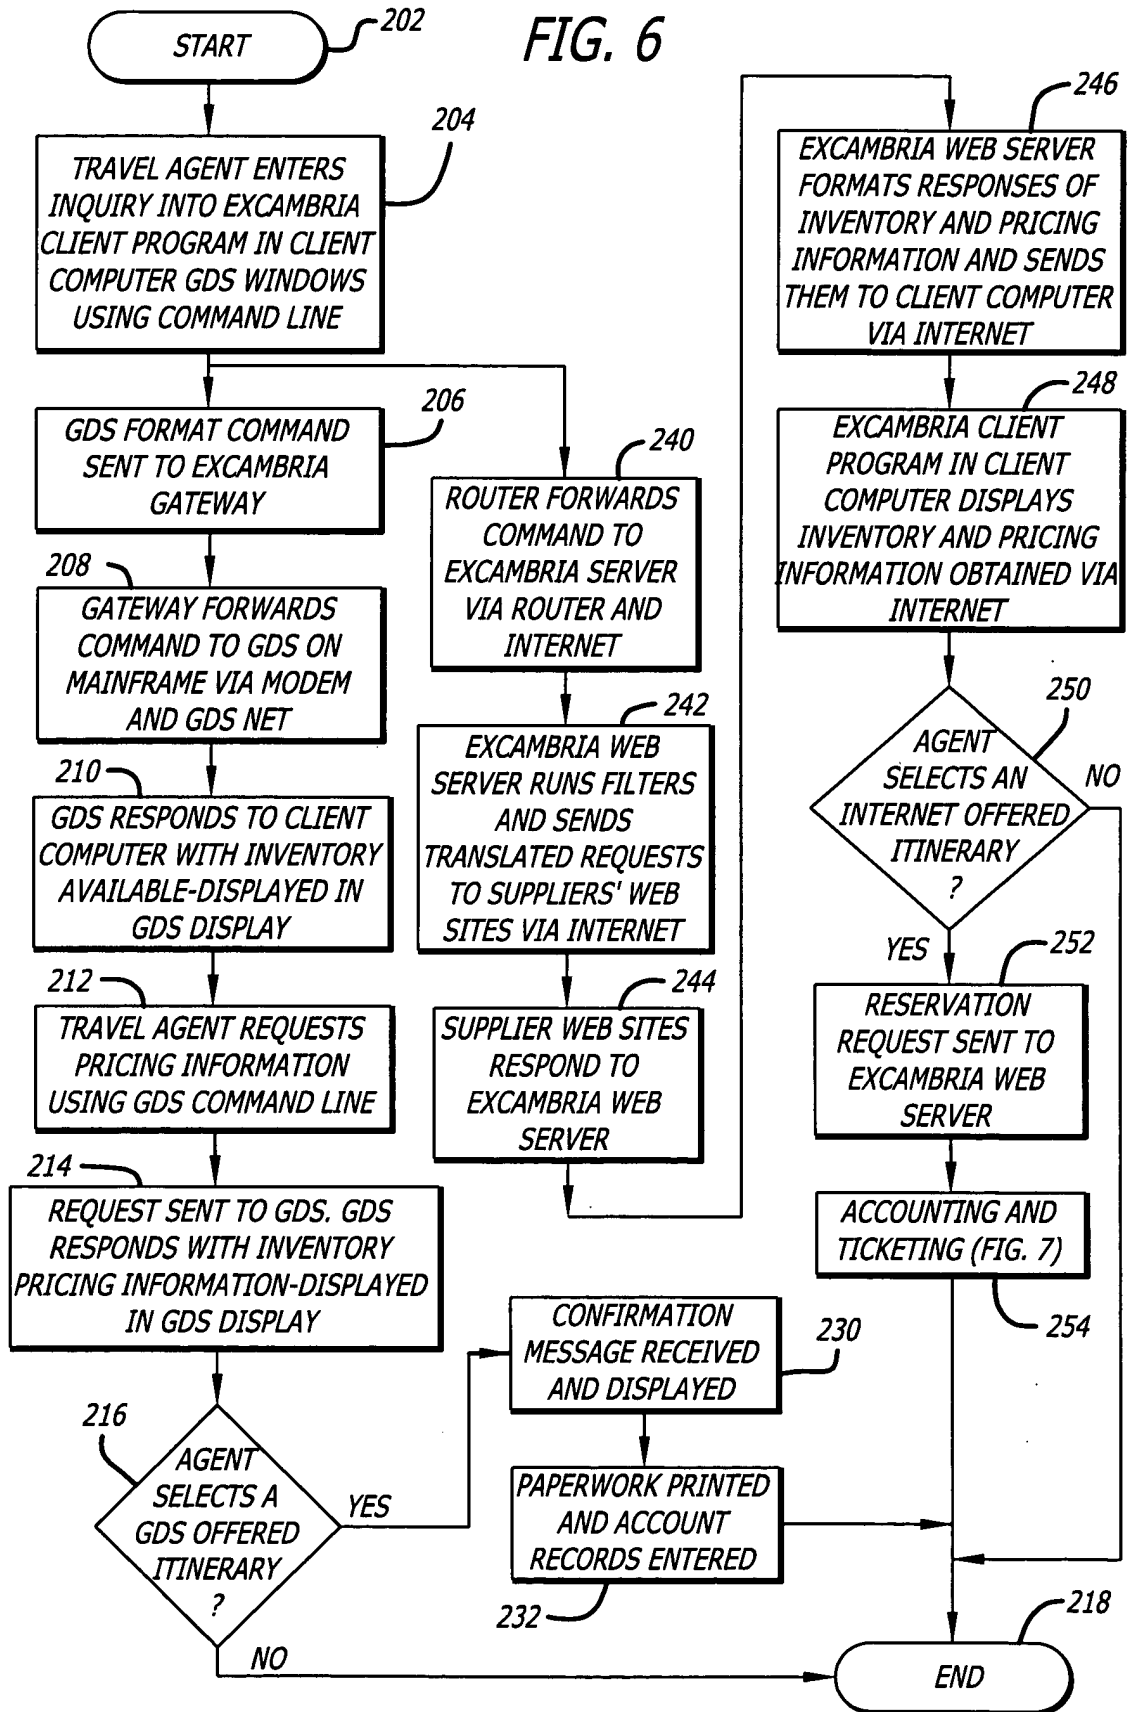 FIG. 6
START
202
TRAVEL AGENT ENTERS
INQUIRY INTO EXCAMBRIA
CLIENT PROGRAM IN CLIENT
COMPUTER GDS WINDOWS
USING COMMAND LINE
204
GDS FORMAT COMMAND
SENT TO EXCAMBRIA
GATEWAY
206
208
GATEWAY FORWARDS
COMMAND TO GDS ON
MAINFRAME VIA MODEM
AND GDS NET
210
GDS RESPONDS TO CLIENT
COMPUTER WITH INVENTORY
AVAILABLE-DISPLAYED IN
GDS DISPLAY
212
TRAVEL AGENT REQUESTS
PRICING INFORMATION
USING GDS COMMAND LINE
214
REQUEST SENT TO GDS. GDS
RESPONDS WITH INVENTORY
PRICING INFORMATION-DISPLAYED
IN GDS DISPLAY
216
AGENT
SELECTS A
GDS OFFERED
ITINERARY
?
YES
NO
CONFIRMATION
MESSAGE RECEIVED
AND DISPLAYED
230
PAPERWORK PRINTED
AND ACCOUNT
RECORDS ENTERED
232
240
ROUTER FORWARDS
COMMAND TO
EXCAMBRIA SERVER
VIA ROUTER AND
INTERNET
242
EXCAMBRIA WEB
SERVER RUNS FILTERS
AND SENDS
TRANSLATED REQUESTS
TO SUPPLIERS' WEB
SITES VIA INTERNET
244
SUPPLIER WEB SITES
RESPOND TO
EXCAMBRIA WEB
SERVER
246
EXCAMBRIA WEB SERVER
FORMATS RESPONSES OF
INVENTORY AND PRICING
INFORMATION AND SENDS
THEM TO CLIENT COMPUTER
VIA INTERNET
248
EXCAMBRIA CLIENT
PROGRAM IN CLIENT
COMPUTER DISPLAYS
INVENTORY AND PRICING
INFORMATION OBTAINED VIA
INTERNET
250
AGENT
SELECTS AN
INTERNET OFFERED
ITINERARY
?
NO
YES
252
RESERVATION
REQUEST SENT TO
EXCAMBRIA WEB
SERVER
ACCOUNTING AND
TICKETING (FIG. 7)
254
218
END